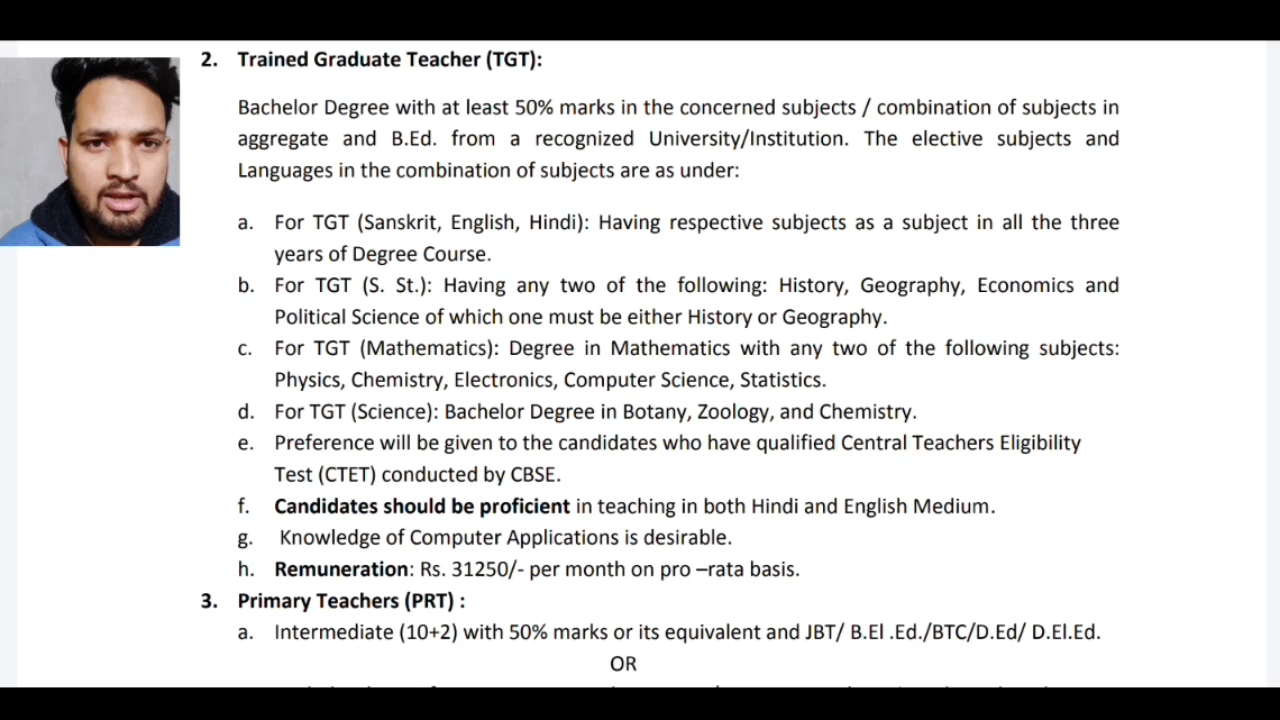 2. Trained Graduate Teacher (TGT):
Bachelor Degree with at least 50% marks in the concerned subjects / combination of subjects in
aggregate and B.Ed. from a recognized University/Institution. The elective subjects and
Languages in the combination of subjects are as under:
a. For TGT (Sanskrit, English, Hindi): Having respective subjects as a subject in all the three
years of Degree Course.
b. For TGT (S. St.): Having any two of the following: History, Geography, Economics and
Political Science of which one must be either History or Geography.
c. For TGT (Mathematics): Degree in Mathematics with any two of the following subjects:
Physics, Chemistry, Electronics, Computer Science, Statistics.
d. For TGT (Science): Bachelor Degree in Botany, Zoology, and Chemistry.
e. Preference will be given to the candidates who have qualified Central Teachers Eligibility
Test (CTET) conducted by CBSE.
f. Candidates should be proficient in teaching in both Hindi and English Medium.
g. Knowledge of Computer Applications is desirable.
h. Remuneration: Rs. 31250/- per month on pro –rata basis.
3. Primary Teachers (PRT) :
a. Intermediate (10+2) with 50% marks or its equivalent and JBT/ B.El .Ed./BTC/D.Ed/ D.El.Ed.
OR